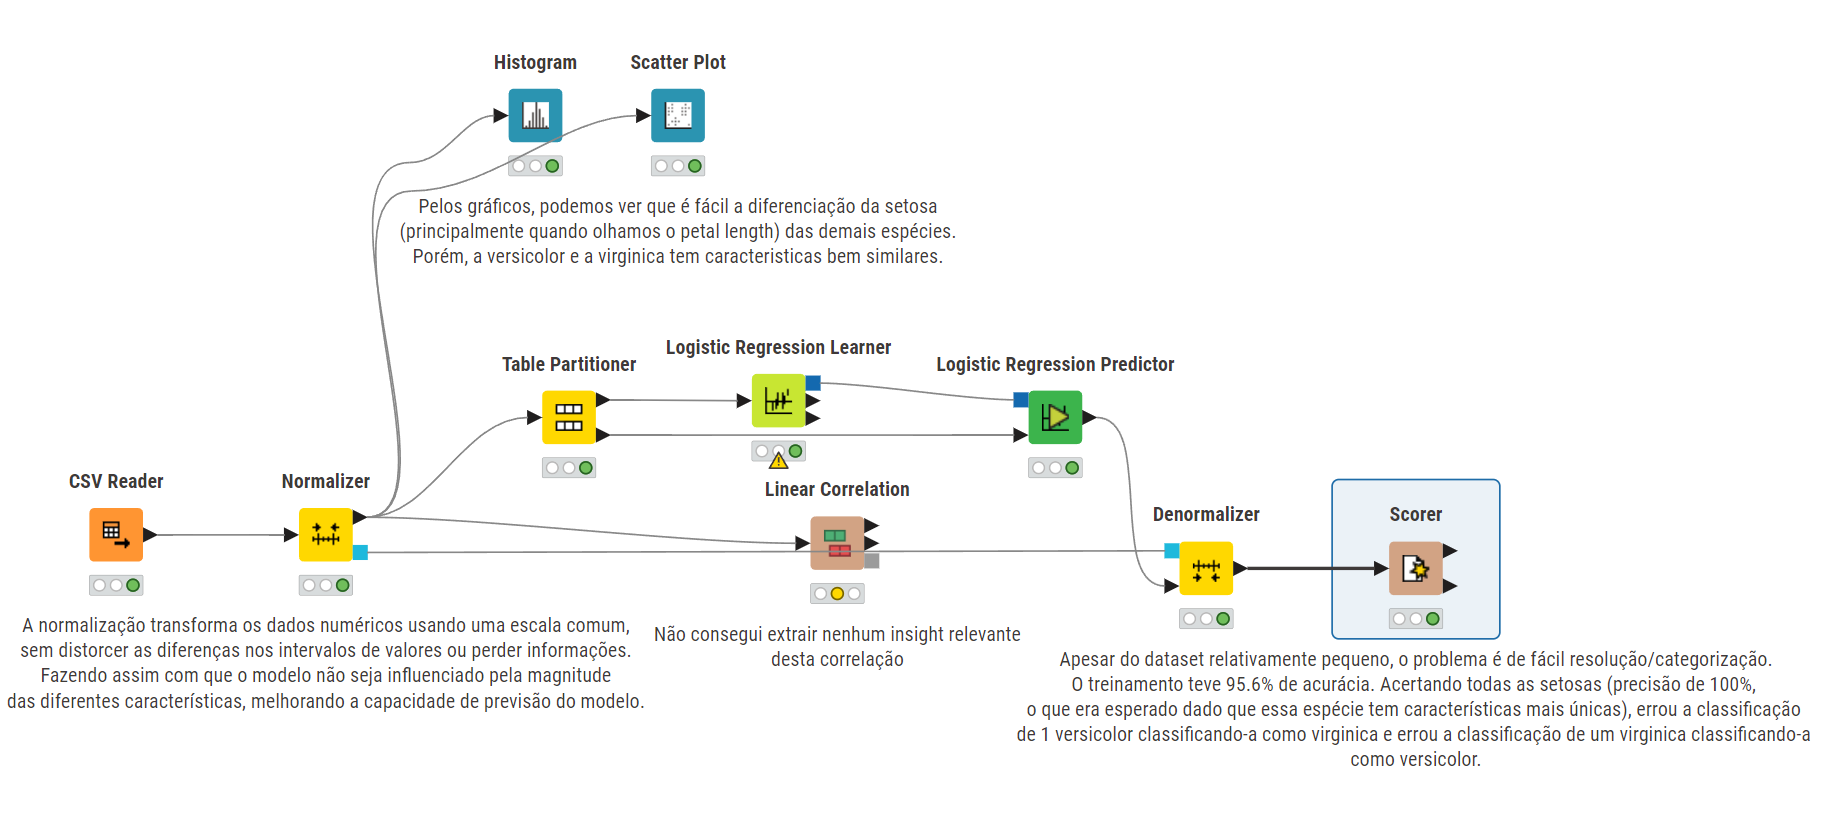 Histogram
Scatter Plot
Pelos gráficos, podemos ver que é fácil a diferenciação da setosa
(principalmente quando olhamos o petal length) das demais espécies.
Porém, a versicolor e a virginica tem caracteristicas bem similares.
Logistic Regression Learner
Table Partitioner
Logistic Regression Predictor
CSV Reader
Normalizer
Linear Correlation
Denormalizer
Scorer
A normalização transforma os dados numéricos usando uma escala comum,
sem distorcer as diferenças nos intervalos de valores ou perder informações.
Fazendo assim com que o modelo não seja influenciado pela magnitude
das diferentes características, melhorando a capacidade de previsão do modelo.
Não consegui extrair nenhum insight relevante
desta correlação
Apesar do dataset relativamente pequeno, o problema é de fácil resolução/categorização.
O treinamento teve 95.6% de acurácia. Acertando todas as setosas (precisão de 100%,
o que era esperado dado que essa espécie tem características mais únicas), errou a classificação
de 1 versicolor classificando-a como virginica e errou a classificação de um virginica classificando-a
como versicolor.